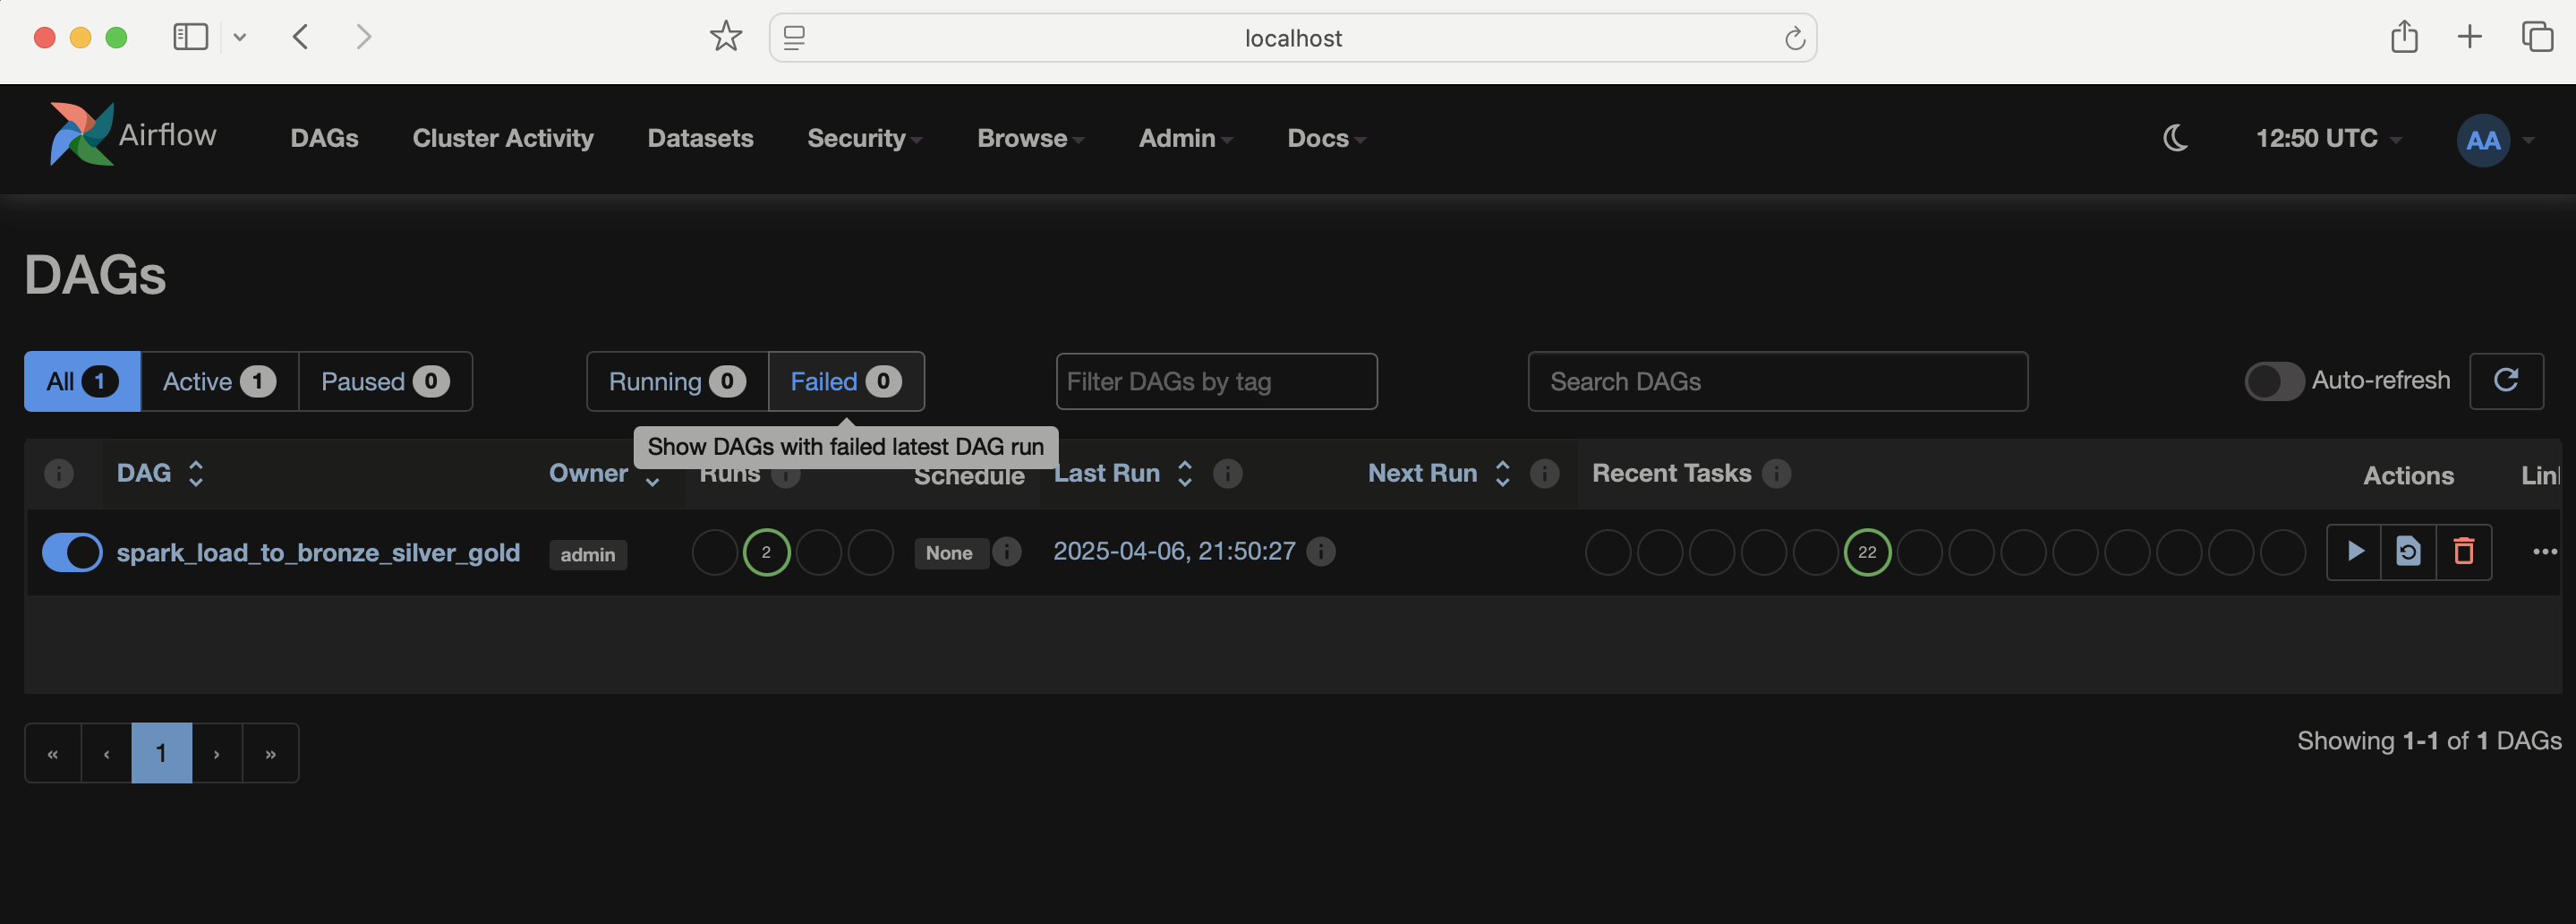 localhost
Airflow DAGs Cluster Activity Datasets Security Browse Admin Docs 12:50 UTC AA
DAGs
All 1 Active 1 Paused 0 Running 0 Failed 0 Filter DAGs by tag Search DAGs Auto-refresh
Show DAGs with failed latest DAG run
i DAG Owner Runs i Schedule Last Run i Next Run i Recent Tasks i Actions
spark_load_to_bronze_silver_gold admin 2 None i 2025-04-06, 21:50:27 i 22 •••
« ‹ 1 › »
Showing 1-1 of 1 DAGs